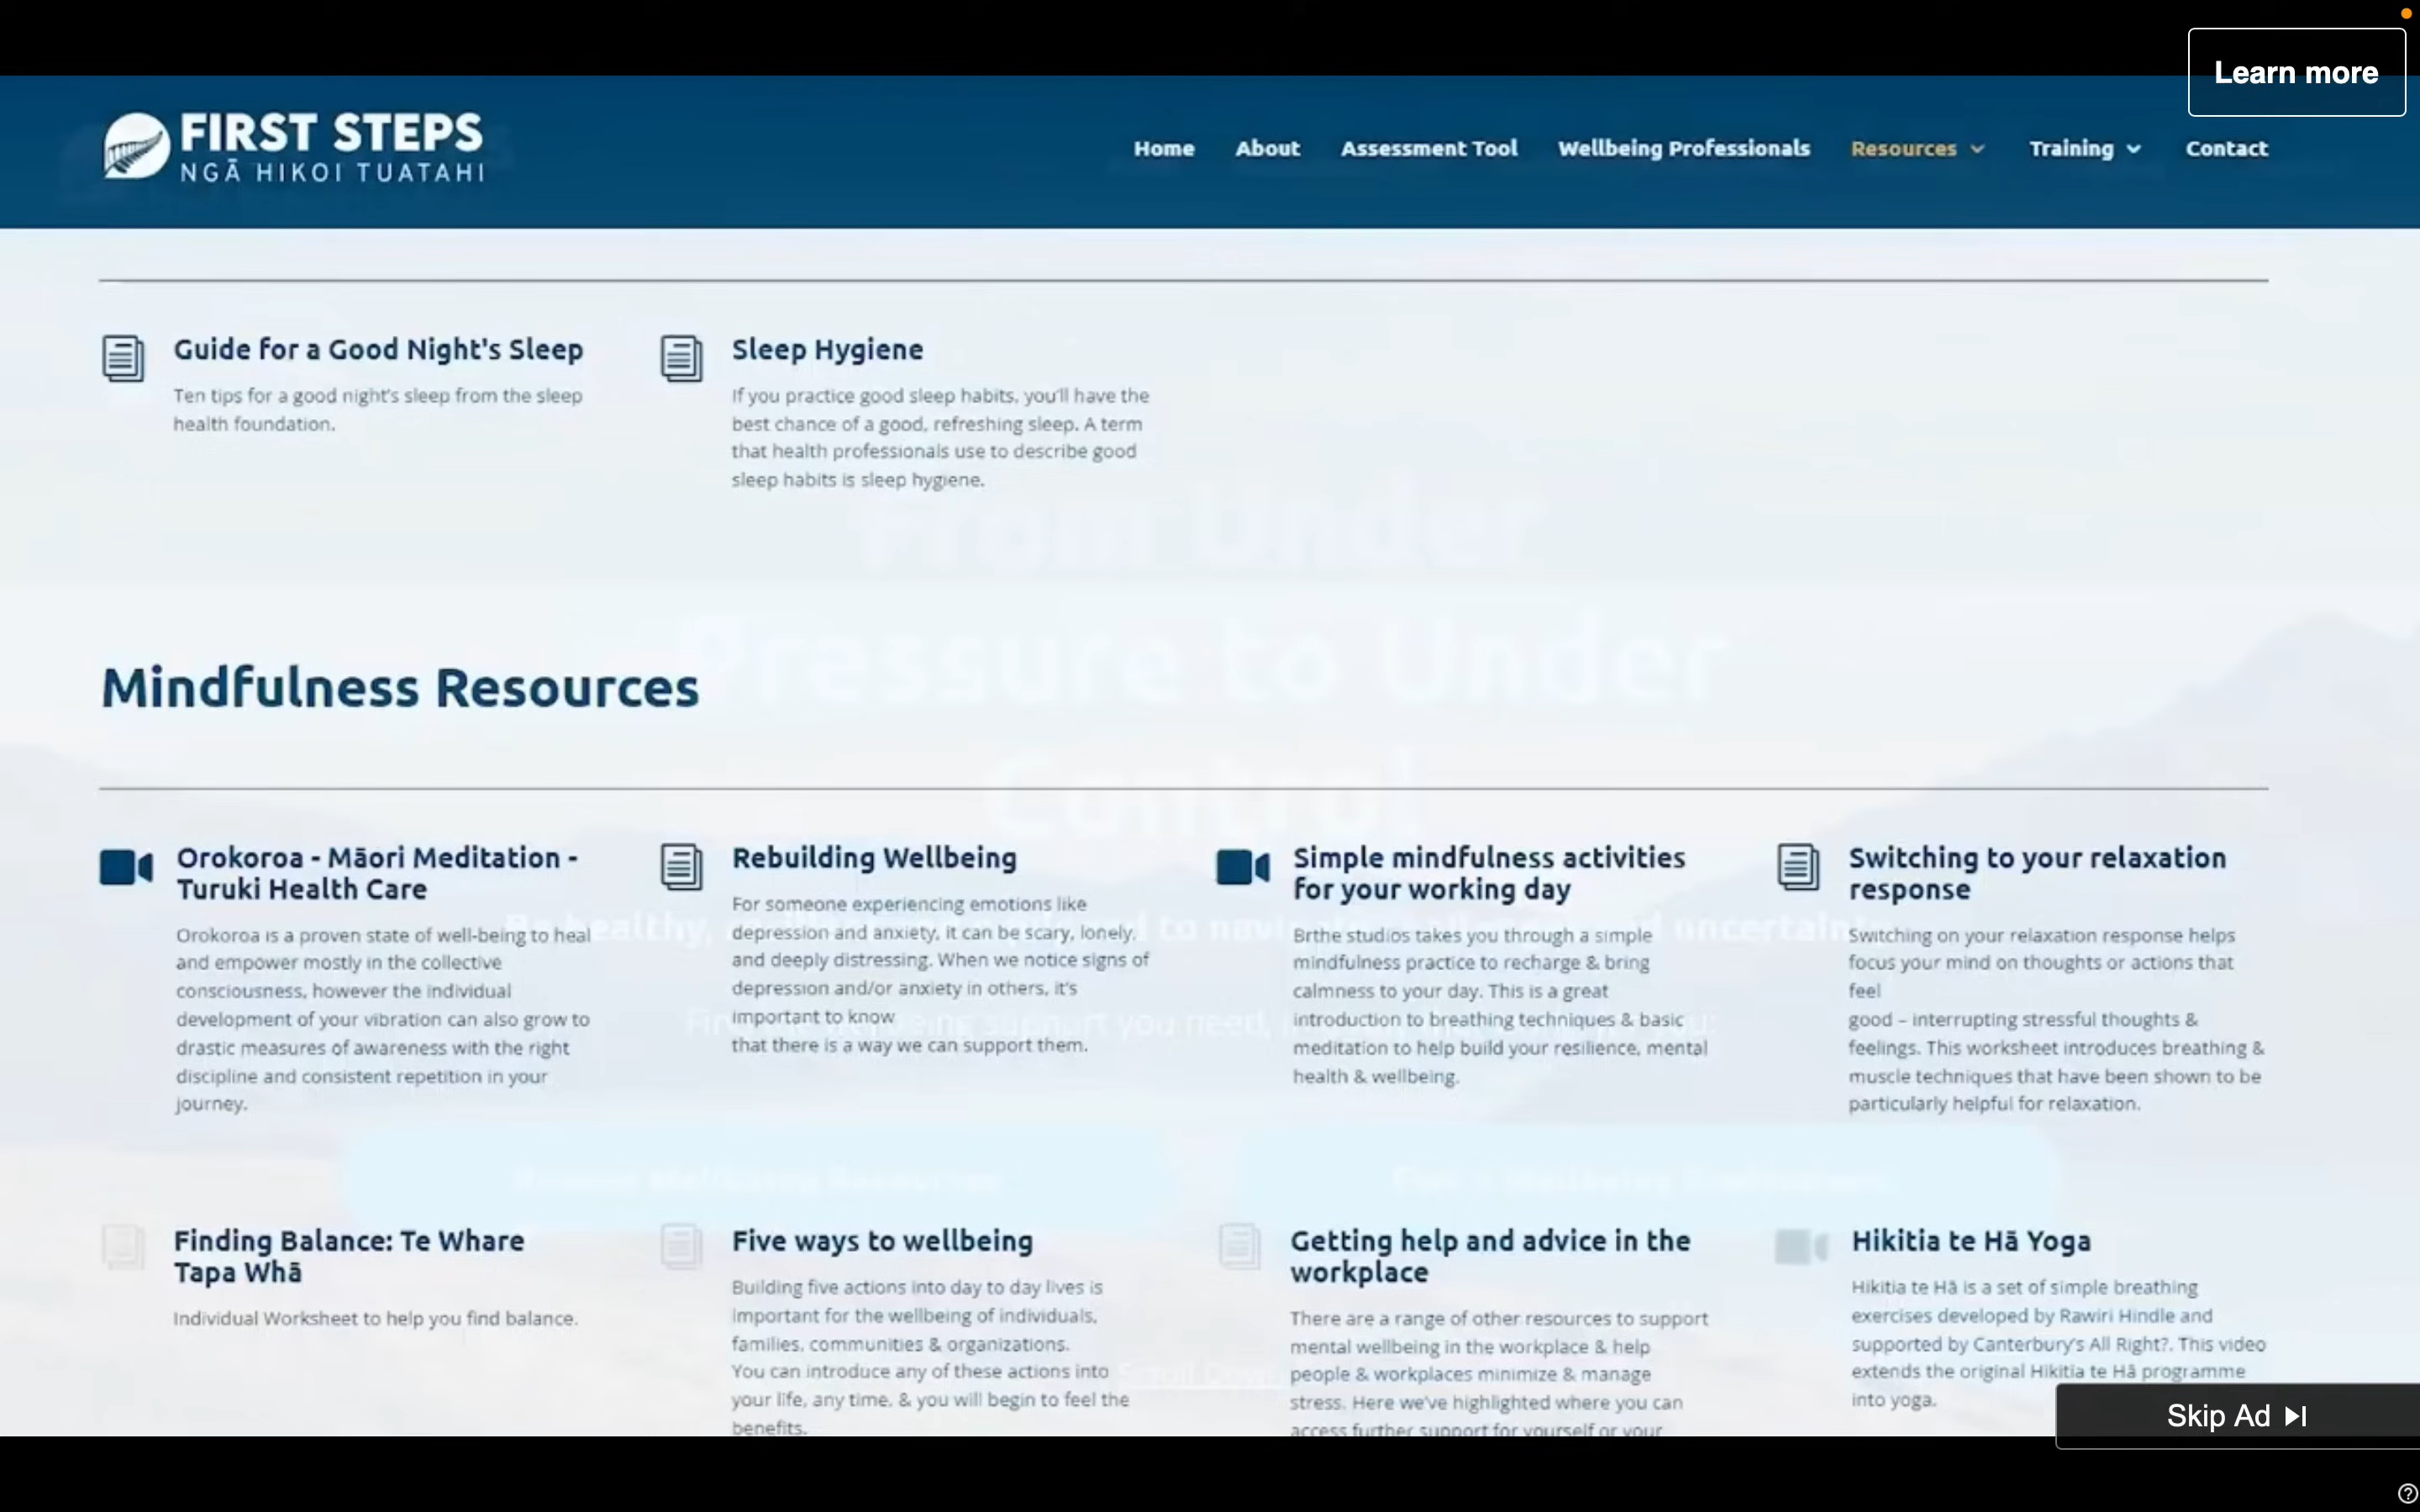 Learn more
FIRST STEPS
NGĀ HIKOI TUATAHI
Home About Assessment Tool Wellbeing Professionals Resources Training Contact
Guide for a Good Night's Sleep
Ten tips for a good night's sleep from the sleep
health foundation.
Sleep Hygiene
If you practice good sleep habits, you'll have the
best chance of a good, refreshing sleep. A term
that health professionals use to describe good
sleep habits is sleep hygiene.
From Under
Pressure to Under
Control
Mindfulness Resources
Orokoroa - Māori Meditation -
Turuki Health Care
Orokoroa is a proven state of well-being to heal
and empower mostly in the collective
consciousness, however the individual
development of your vibration can also grow to
drastic measures of awareness with the right
discipline and consistent repetition in your
journey.
Rebuilding Wellbeing
For someone experiencing emotions like
depression and anxiety, it can be scary, lonely,
and deeply distressing. When we notice signs of
depression and/or anxiety in others, it's
important to know
that there is a way we can support them.
Simple mindfulness activities
for your working day
Brthe studios takes you through a simple
mindfulness practice to recharge & bring
calmness to your day. This is a great
introduction to breathing techniques & basic
meditation to help build your resilience, mental
health & wellbeing.
Switching to your relaxation
response
Switching on your relaxation response helps
focus your mind on thoughts or actions that
feel
good – interrupting stressful thoughts &
feelings. This worksheet introduces breathing &
muscle techniques that have been shown to be
particularly helpful for relaxation.
Finding Balance: Te Whare
Tapa Whā
Individual Worksheet to help you find balance.
Five ways to wellbeing
Building five actions into day to day lives is
important for the wellbeing of individuals,
families, communities & organizations.
You can introduce any of these actions into
your life, any time, & you will begin to feel the
benefits.
Getting help and advice in the
workplace
There are a range of other resources to support
mental wellbeing in the workplace & help
people & workplaces minimize & manage
stress. Here we've highlighted where you can
access further support for yourself or your
Hikitia te Hā Yoga
Hikitia te Hā is a set of simple breathing
exercises developed by Rawiri Hindle and
supported by Canterbury's All Right?. This video
extends the original Hikitia te Hā programme
into yoga.
Scroll Down
Skip Ad